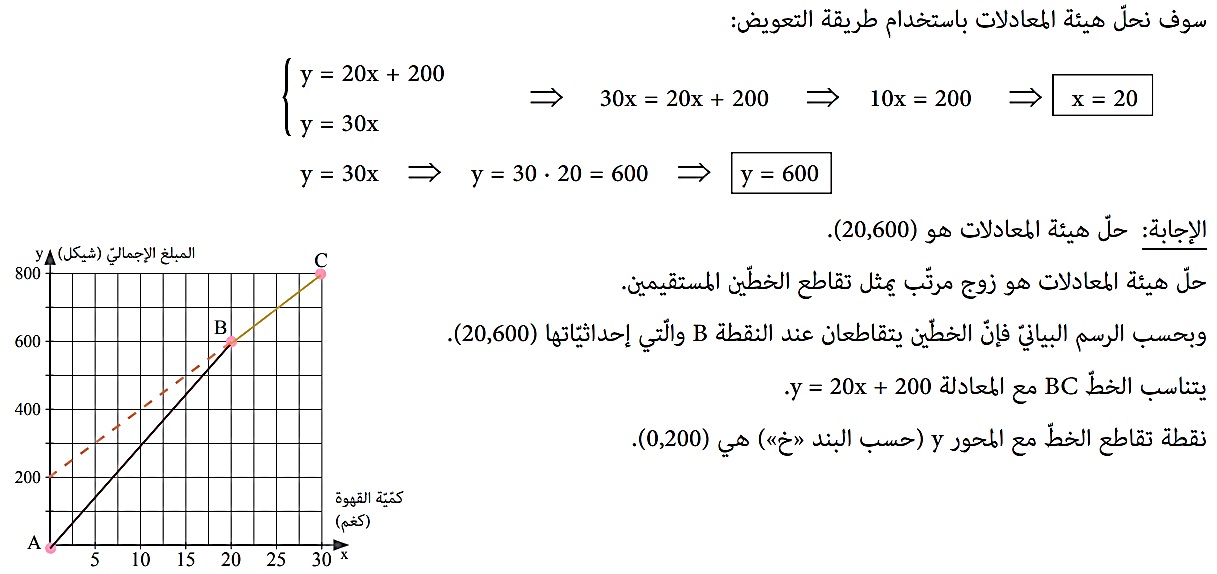 سوف نحلّ هيئة المعادلات باستخدام طريقة التعويض:
y = 20x + 200
y = 30x
⇒ 30x = 20x + 200 ⇒ 10x = 200 ⇒ x = 20
y = 30x ⇒ y = 30 · 20 = 600 ⇒ y = 600
الإجابة: حلّ هيئة المعادلات هو (20,600).
حلّ هيئة المعادلات هو زوج مرتّب يمثل تقاطع الخطّين المستقيمين.
وبحسب الرسم البيانيّ فإنّ الخطّين يتقاطعان عند النقطة B والّتي إحداثيّاتها (20,600).
يتناسب الخطّ BC مع المعادلة y = 20x + 200.
نقطة تقاطع الخطّ مع المحور y (حسب البند «خ») هي (0,200).
y المبلغ الإجماليّ (شيكل)
C
800
B
600
400
200
كمّيّة القهوة
(كغم)
A
x
5 10 15 20 25 30